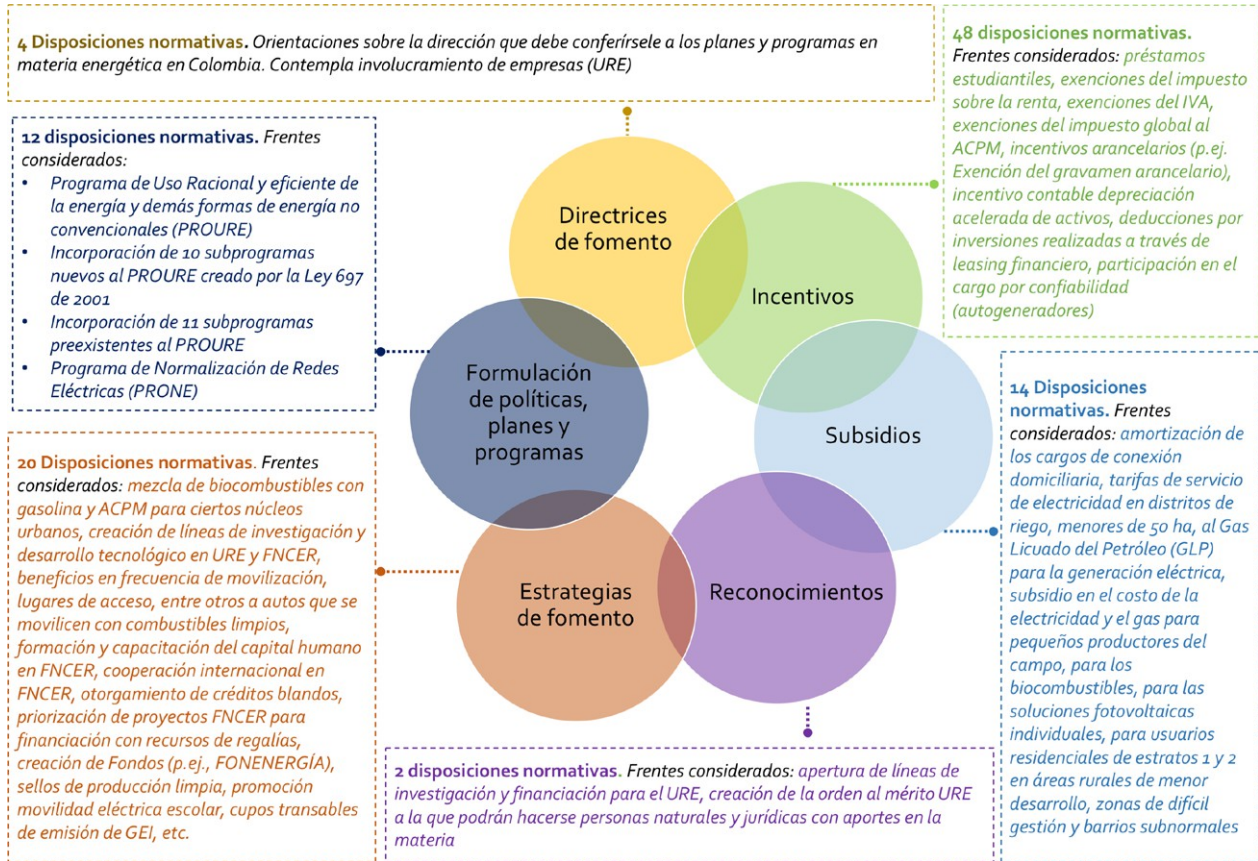 4 Disposiciones normativas. Orientaciones sobre la dirección que debe conferírsele a los planes y programas en
materia energética en Colombia. Contempla involucramiento de empresas (URE)
48 disposiciones normativas.
Frentes considerados: préstamos
estudiantiles, exenciones del impuesto
sobre la renta, exenciones del IVA,
exenciones del impuesto global al
ACPM, incentivos arancelarios (p.ej.
Exención del gravamen arancelario),
incentivo contable depreciación
acelerada de activos, deducciones por
inversiones realizadas a través de
leasing financiero, participación en el
cargo por confiabilidad
(autogeneradores)
12 disposiciones normativas. Frentes
considerados:
• Programa de Uso Racional y eficiente de
la energía y demás formas de energía no
convencionales (PROURE)
• Incorporación de 10 subprogramas
nuevos al PROURE creado por la Ley 697
de 2001
• Incorporación de 11 subprogramas
preexistentes al PROURE
• Programa de Normalización de Redes
Eléctricas (PRONE)
Directrices
de fomento
Incentivos
Formulación
de políticas,
planes y
programas
Subsidios
Estrategias
de fomento
Reconocimientos
14 Disposiciones
normativas. Frentes
considerados: amortización de
los cargos de conexión
domiciliaria, tarifas de servicio
de electricidad en distritos de
riego, menores de 50 ha, al Gas
Licuado del Petróleo (GLP)
para la generación eléctrica,
subsidio en el costo de la
electricidad y el gas para
pequeños productores del
campo, para los
biocombustibles, para las
soluciones fotovoltaicas
individuales, para usuarios
residenciales de estratos 1 y 2
en áreas rurales de menor
desarrollo, zonas de difícil
gestión y barrios subnormales
20 Disposiciones normativas. Frentes
considerados: mezcla de biocombustibles con
gasolina y ACPM para ciertos núcleos
urbanos, creación de líneas de investigación y
desarrollo tecnológico en URE y FNCER,
beneficios en frecuencia de movilización,
lugares de acceso, entre otros a autos que se
movilicen con combustibles limpios,
formación y capacitación del capital humano
en FNCER, cooperación internacional en
FNCER, otorgamiento de créditos blandos,
priorización de proyectos FNCER para
financiación con recursos de regalías,
creación de Fondos (p.ej., FONENERGÍA),
sellos de producción limpia, promoción
movilidad eléctrica escolar, cupos transables
de emisión de GEI, etc.
2 disposiciones normativas. Frentes considerados: apertura de líneas de
investigación y financiación para el URE, creación de la orden al mérito URE
a la que podrán hacerse personas naturales y jurídicas con aportes en la
materia